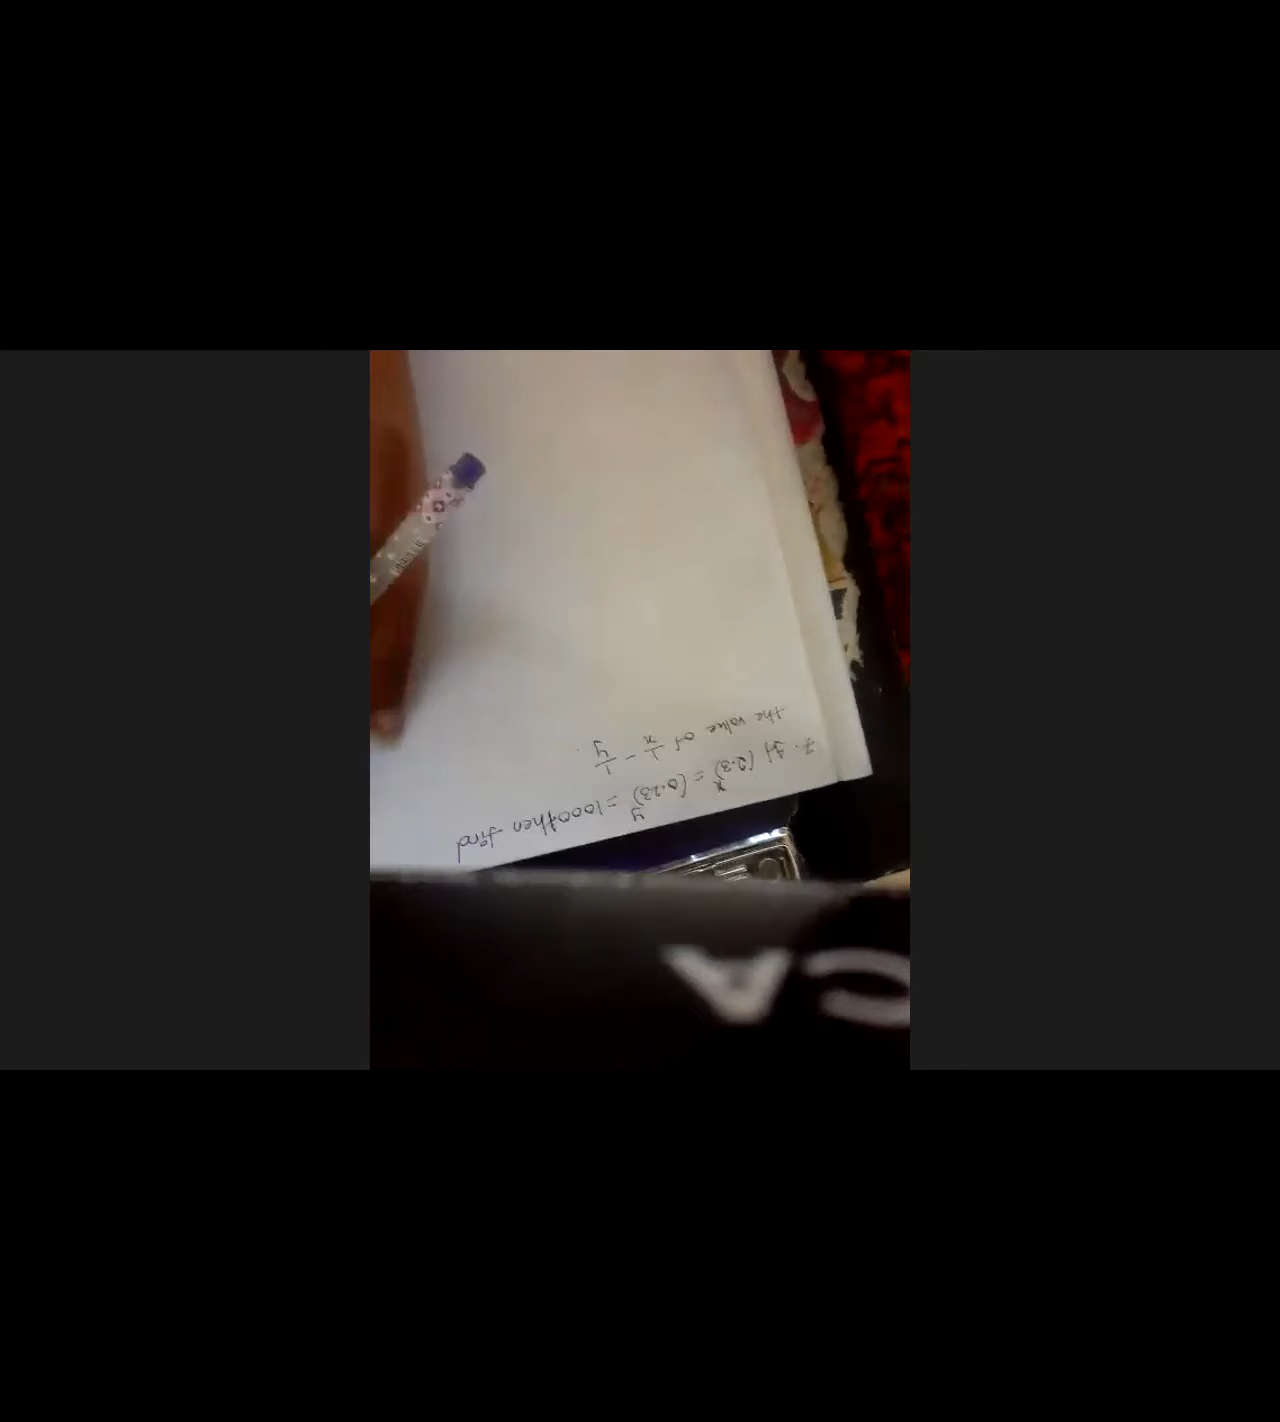 7. If (2.3)ˣ = (0.23)ʸ = 1000 then find
the value of 1/x - 1/y.